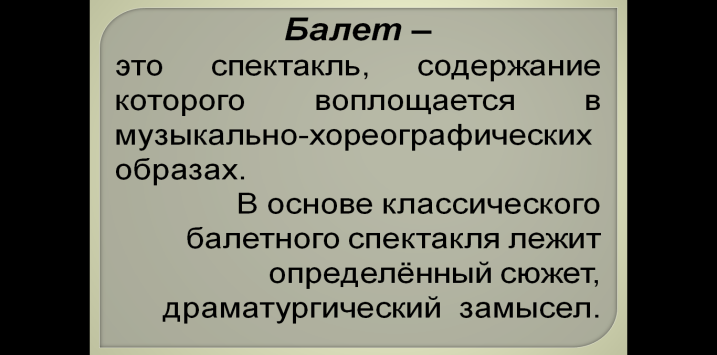 Балет –
это спектакль, содержание
которого воплощается в
музыкально-хореографических
образах.
В основе классического
балетного спектакля лежит
определённый сюжет,
драматургический замысел.